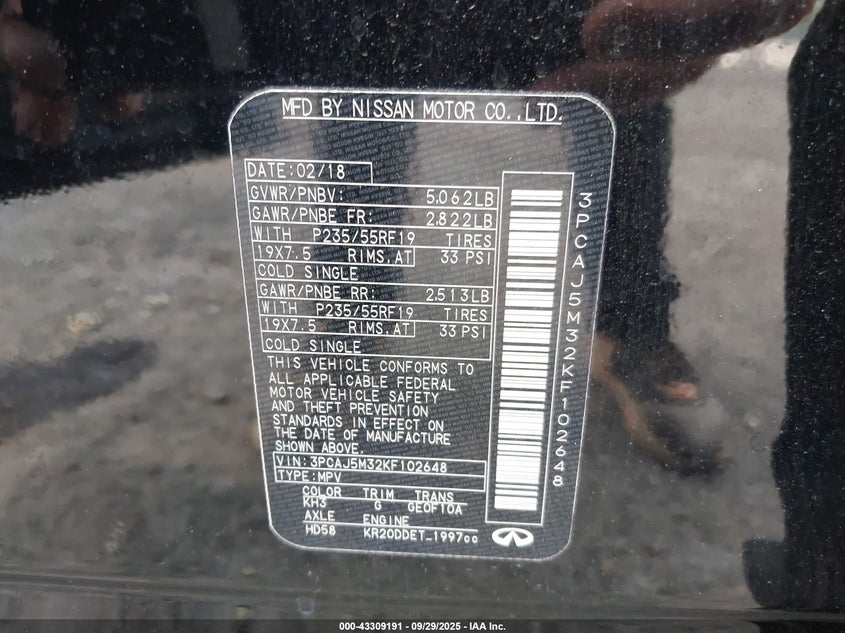 MFD BY NISSAN MOTOR CO.,LTD.
DATE:02/18
GVWR/PNBV: 5.062LB
GAWR/PNBE FR: 2.822LB
WITH P235/55RF19 TIRES
19X7.5 RIMS,AT 33 PSI
COLD SINGLE
GAWR/PNBE RR: 2.513LB
WITH P235/55RF19 TIRES
19X7.5 RIMS,AT 33 PSI
COLD SINGLE
THIS VEHICLE CONFORMS TO
ALL APPLICABLE FEDERAL
MOTOR VEHICLE SAFETY
AND THEFT PREVENTION
STANDARDS IN EFFECT ON
THE DATE OF MANUFACTURE
SHOWN ABOVE.
VIN:3PCAJ5M32KF102648
TYPE:MPV
COLOR TRIM TRANS
KH3 G GEOF10A
AXLE ENGINE
HD58 KR20DDET_1997cc
3PCAJ5M32KF102648
000-43309191 - 09/29/2025 - IAA Inc.